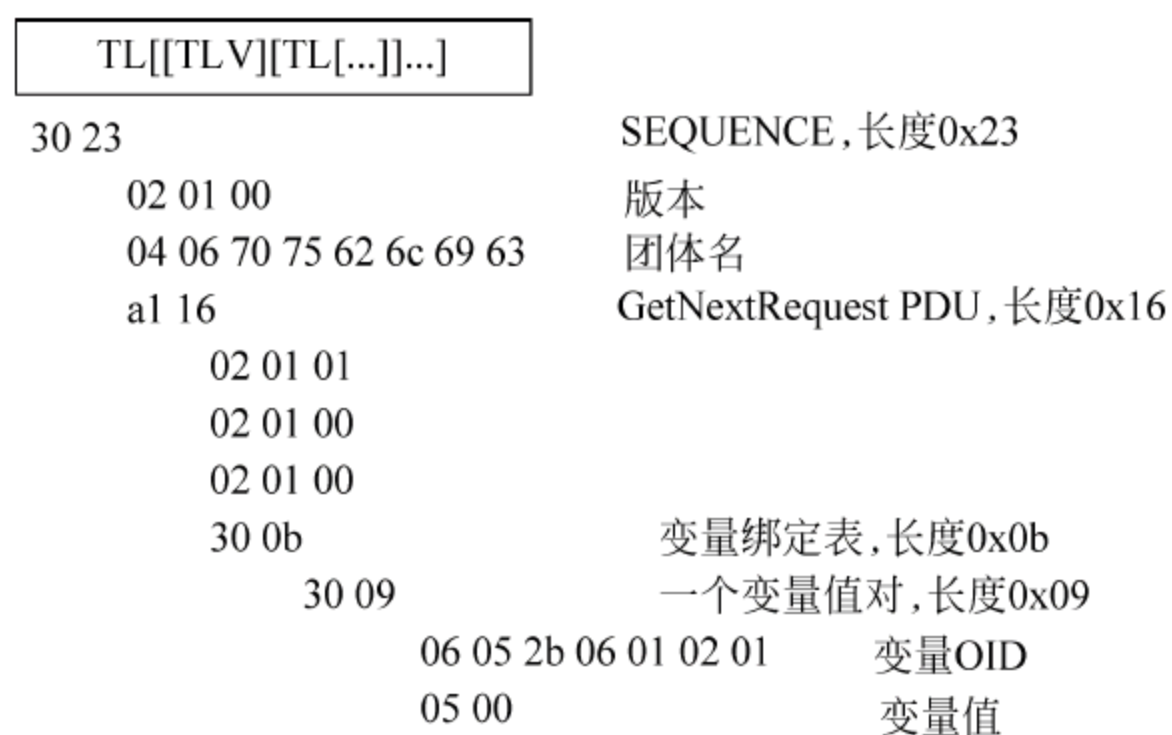 TL[[TLV][TL[...]]...]
30 23 SEQUENCE,长度0x23
02 01 00 版本
04 06 70 75 62 6c 69 63 团体名
a1 16 GetNextRequest PDU,长度0x16
02 01 01
02 01 00
02 01 00
30 0b 变量绑定表,长度0x0b
30 09 一个变量值对,长度0x09
06 05 2b 06 01 02 01 变量OID
05 00 变量值